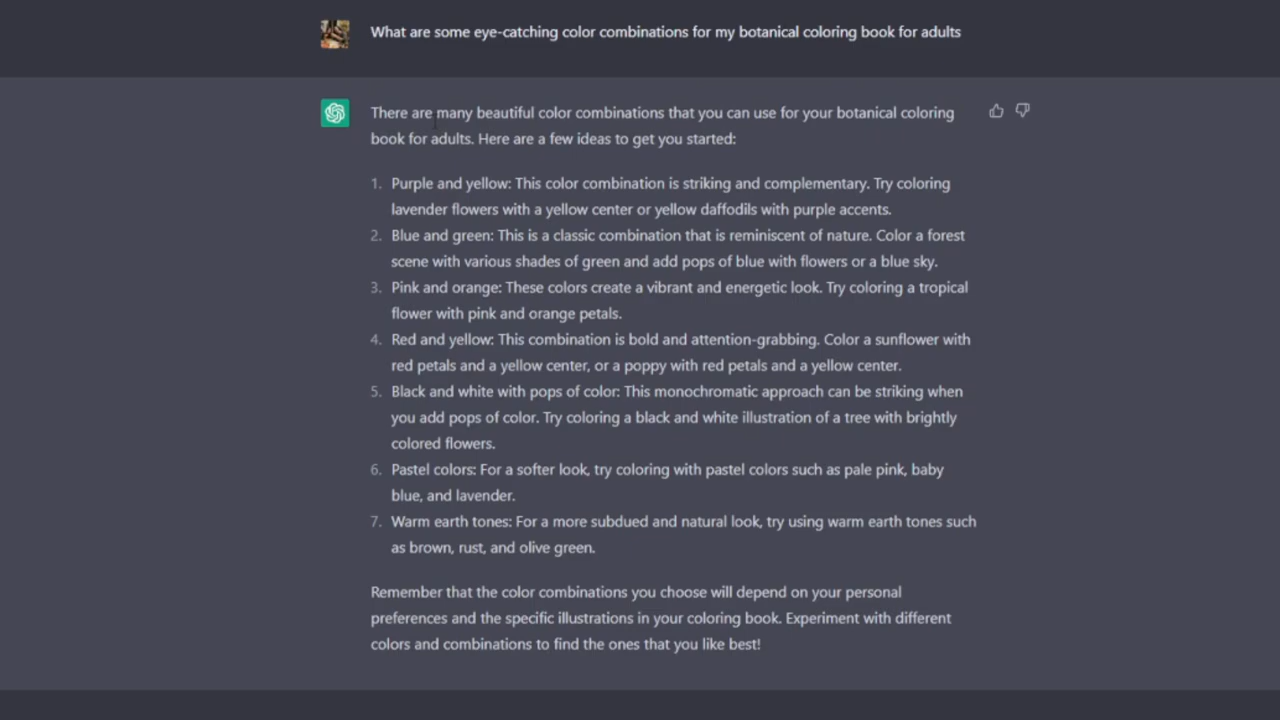 What are some eye-catching color combinations for my botanical coloring book for adults
There are many beautiful color combinations that you can use for your botanical coloring
book for adults. Here are a few ideas to get you started:
1. Purple and yellow: This color combination is striking and complementary. Try coloring
lavender flowers with a yellow center or yellow daffodils with purple accents.
2. Blue and green: This is a classic combination that is reminiscent of nature. Color a forest
scene with various shades of green and add pops of blue with flowers or a blue sky.
3. Pink and orange: These colors create a vibrant and energetic look. Try coloring a tropical
flower with pink and orange petals.
4. Red and yellow: This combination is bold and attention-grabbing. Color a sunflower with
red petals and a yellow center, or a poppy with red petals and a yellow center.
5. Black and white with pops of color: This monochromatic approach can be striking when
you add pops of color. Try coloring a black and white illustration of a tree with brightly
colored flowers.
6. Pastel colors: For a softer look, try coloring with pastel colors such as pale pink, baby
blue, and lavender.
7. Warm earth tones: For a more subdued and natural look, try using warm earth tones such
as brown, rust, and olive green.
Remember that the color combinations you choose will depend on your personal
preferences and the specific illustrations in your coloring book. Experiment with different
colors and combinations to find the ones that you like best!